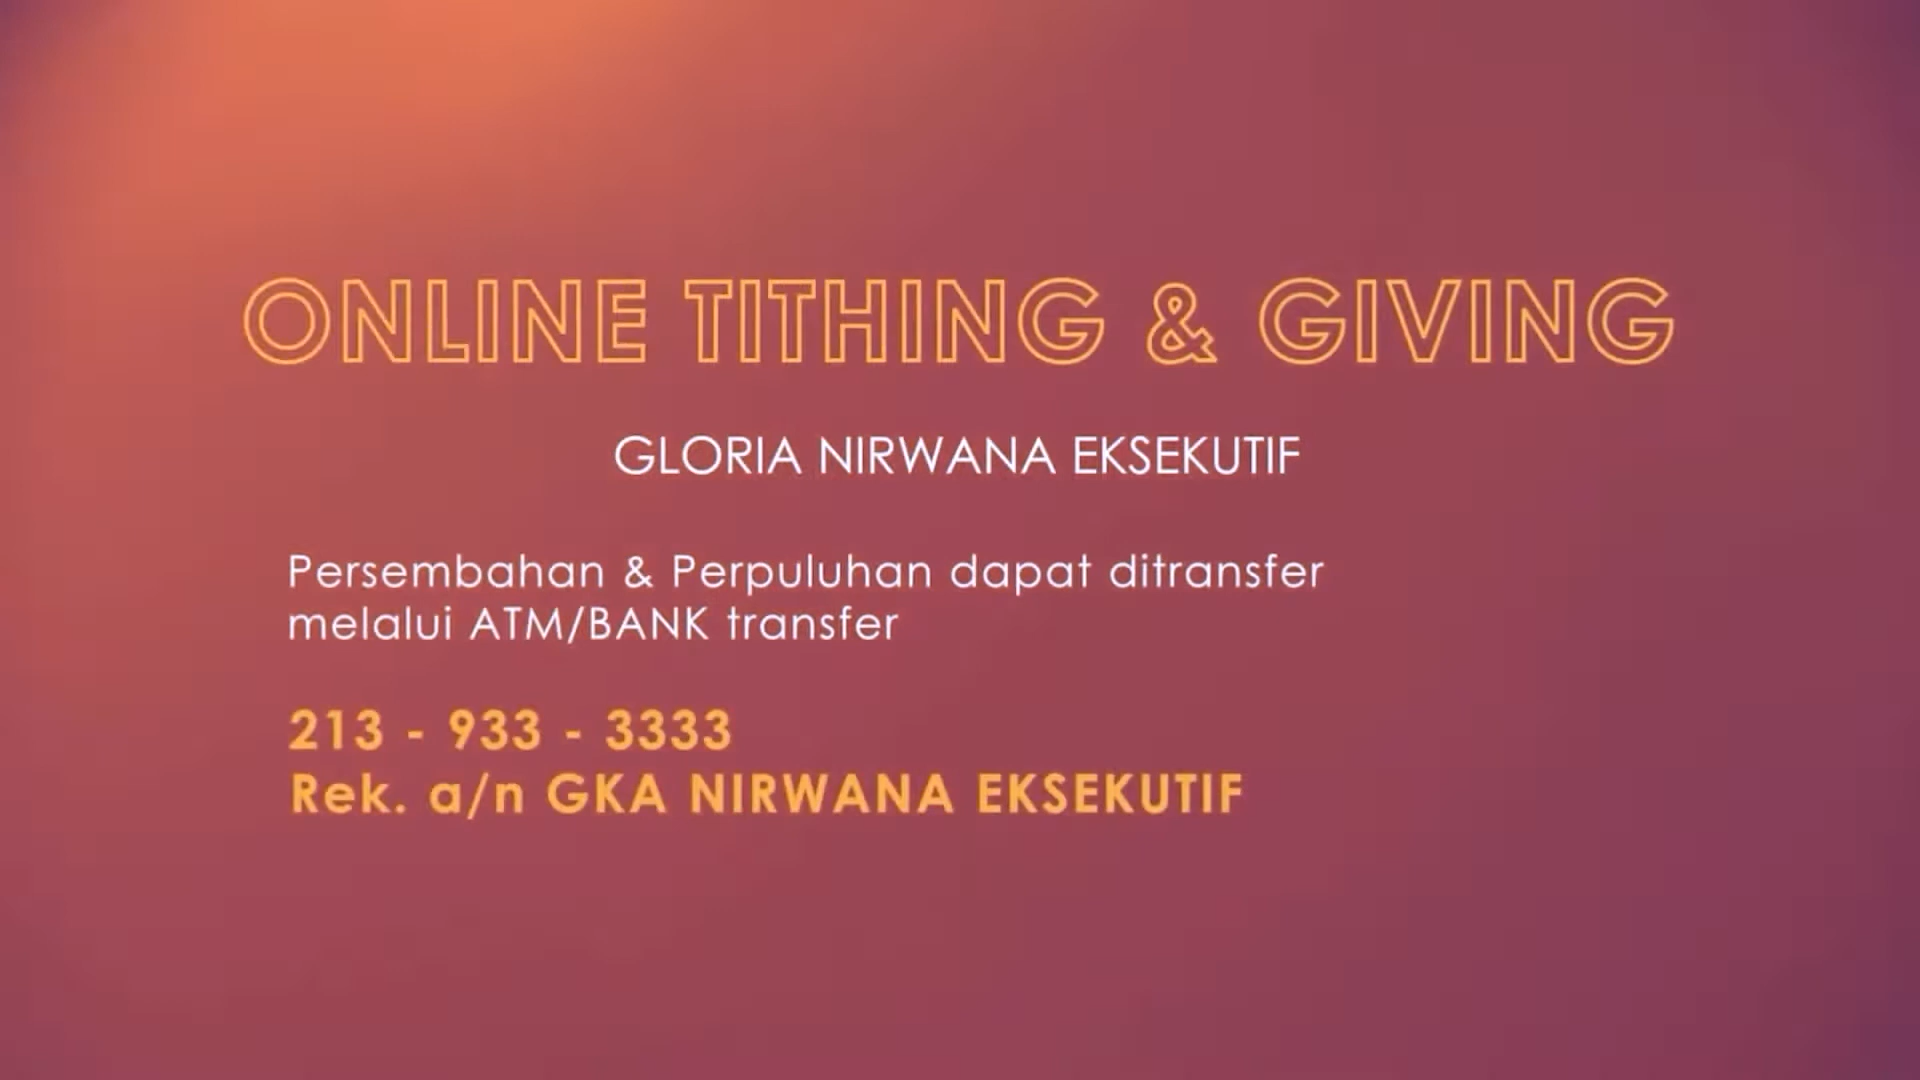 ONLINE TITHING & GIVING
GLORIA NIRWANA EKSEKUTIF
Persembahan & Perpuluhan dapat ditransfer
melalui ATM/BANK transfer
213 - 933 - 3333
Rek. a/n GKA NIRWANA EKSEKUTIF